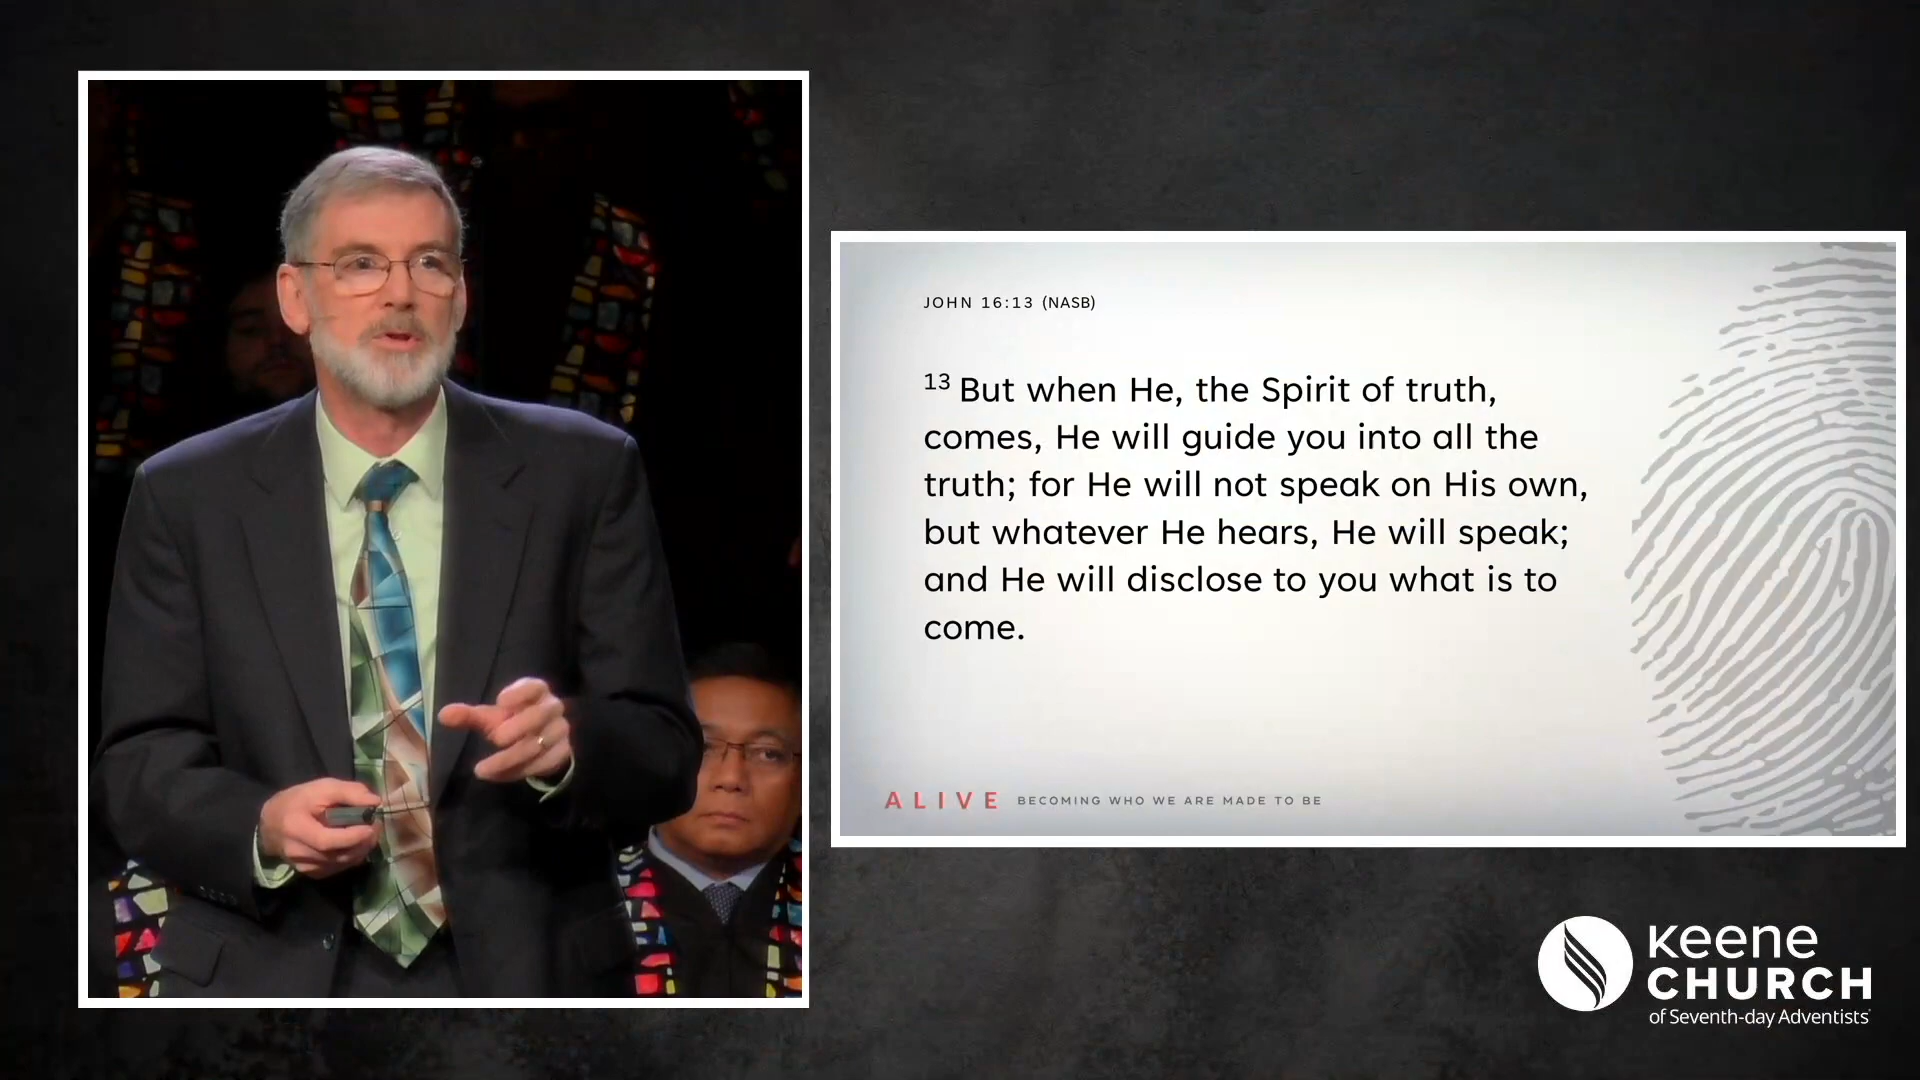 JOHN 16:13 (NASB)
13 But when He, the Spirit of truth,
comes, He will guide you into all the
truth; for He will not speak on His own,
but whatever He hears, He will speak;
and He will disclose to you what is to
come.
ALIVE BECOMING WHO WE ARE MADE TO BE
Keene
CHURCH
of Seventh-day Adventists